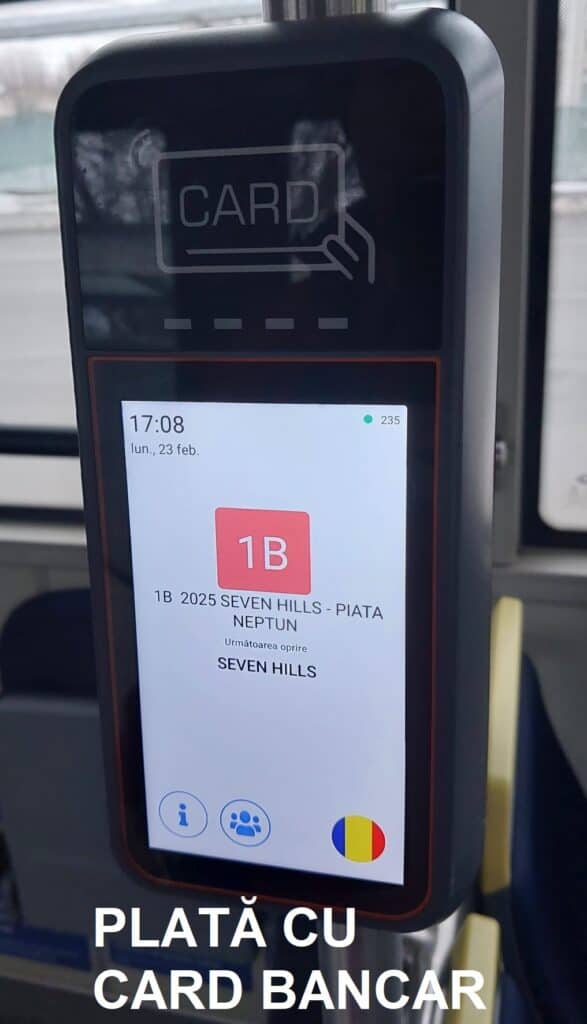 CARD
17:08
235
lun., 23 feb.
1B
1B 2025 SEVEN HILLS - PIATA
NEPTUN
Următoarea oprire
SEVEN HILLS
i
PLATĂ CU
CARD BANCAR